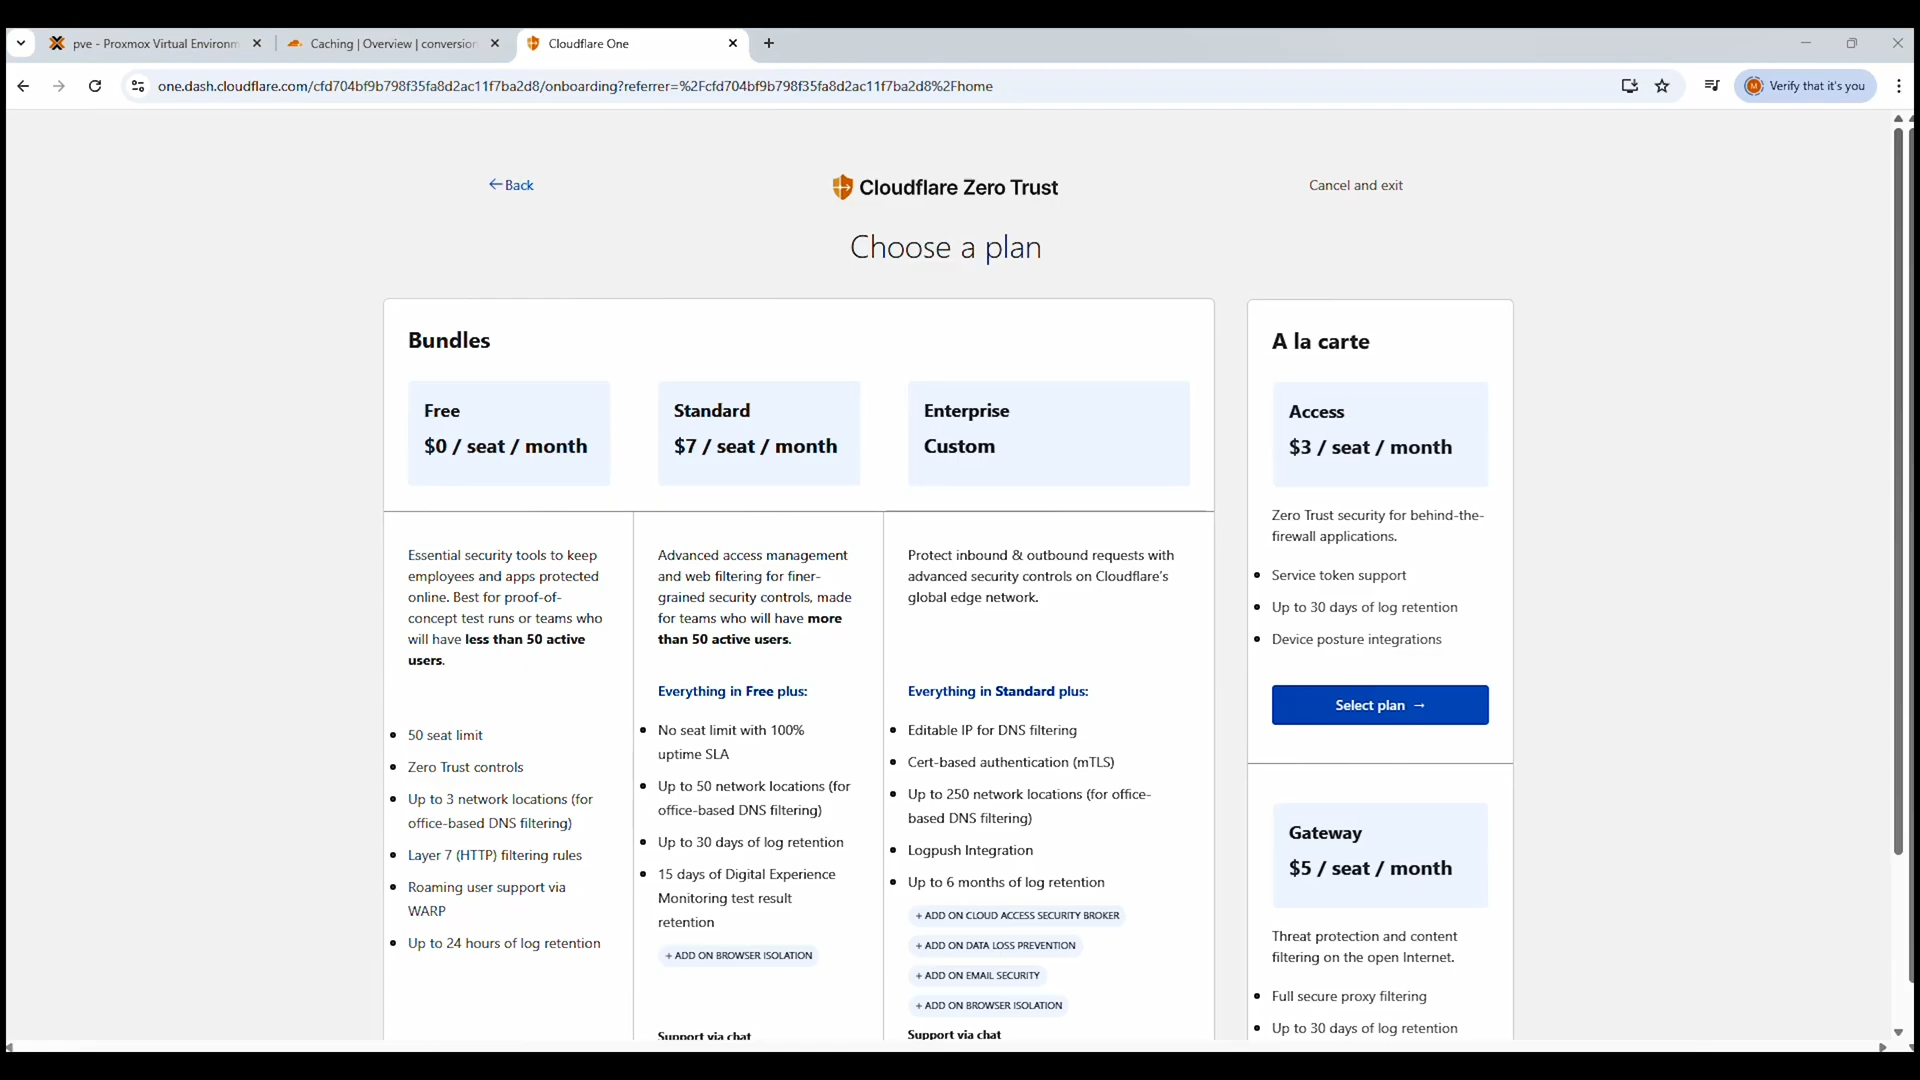 pve - Proxmox Virtual Environm
Caching | Overview | conversion
Cloudflare One
one.dash.cloudflare.com/cfd704bf9b798f35fa8d2ac11f7ba2d8/onboarding?referrer=%2Fcfd704bf9b798f35fa8d2ac11f7ba2d8%2Fhome
Verify that it's you
Back
Cloudflare Zero Trust
Cancel and exit
Choose a plan
Bundles
Free
$0 / seat / month
Standard
$7 / seat / month
Enterprise
Custom
Essential security tools to keep
employees and apps protected
online. Best for proof-of-
concept test runs or teams who
will have less than 50 active
users.
50 seat limit
Zero Trust controls
Up to 3 network locations (for
office-based DNS filtering)
Layer 7 (HTTP) filtering rules
Roaming user support via
WARP
Up to 24 hours of log retention
Advanced access management
and web filtering for finer-
grained security controls, made
for teams who will have more
than 50 active users.
Everything in Free plus:
No seat limit with 100%
uptime SLA
Up to 50 network locations (for
office-based DNS filtering)
Up to 30 days of log retention
15 days of Digital Experience
Monitoring test result
retention
+ ADD ON BROWSER ISOLATION
Support via chat
Protect inbound & outbound requests with
advanced security controls on Cloudflare's
global edge network.
Everything in Standard plus:
Editable IP for DNS filtering
Cert-based authentication (mTLS)
Up to 250 network locations (for office-
based DNS filtering)
Logpush Integration
Up to 6 months of log retention
+ ADD ON CLOUD ACCESS SECURITY BROKER
+ ADD ON DATA LOSS PREVENTION
+ ADD ON EMAIL SECURITY
+ ADD ON BROWSER ISOLATION
Support via chat
A la carte
Access
$3 / seat / month
Zero Trust security for behind-the-
firewall applications.
Service token support
Up to 30 days of log retention
Device posture integrations
Select plan →
Gateway
$5 / seat / month
Threat protection and content
filtering on the open Internet.
Full secure proxy filtering
Up to 30 days of log retention